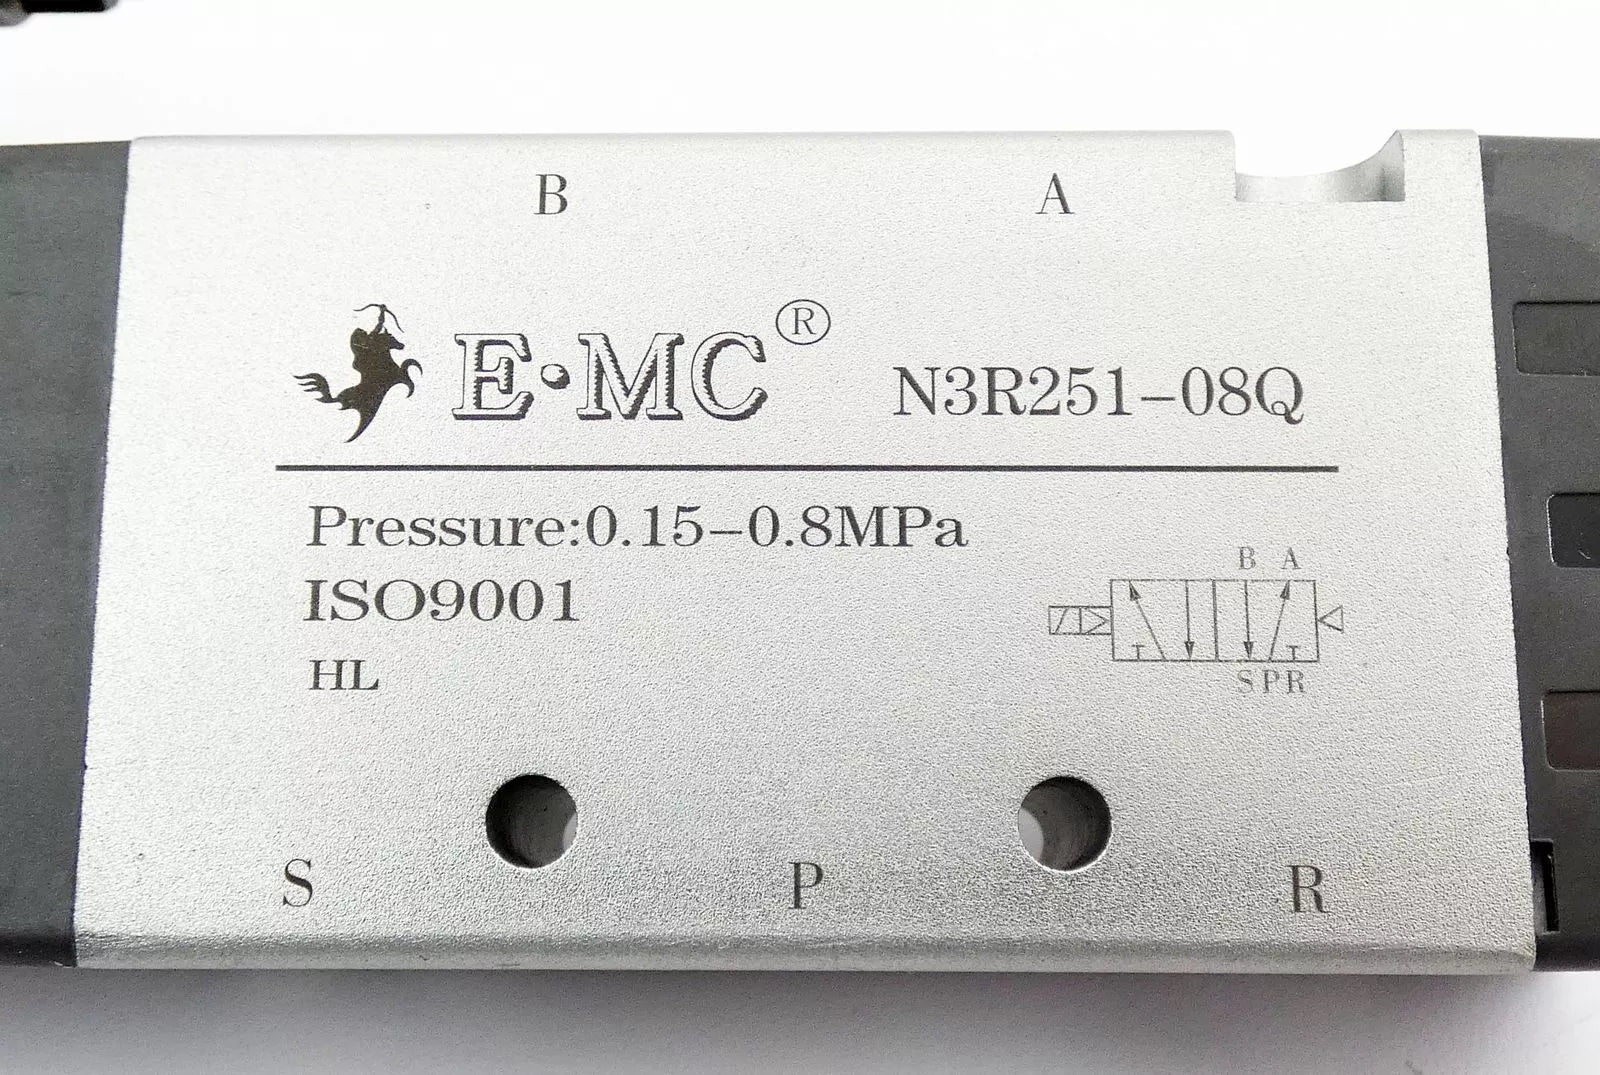 B A
E·MC® N3R251-08Q
Pressure:0.15-0.8MPa
ISO9001
HL
B A
S P R
S P R